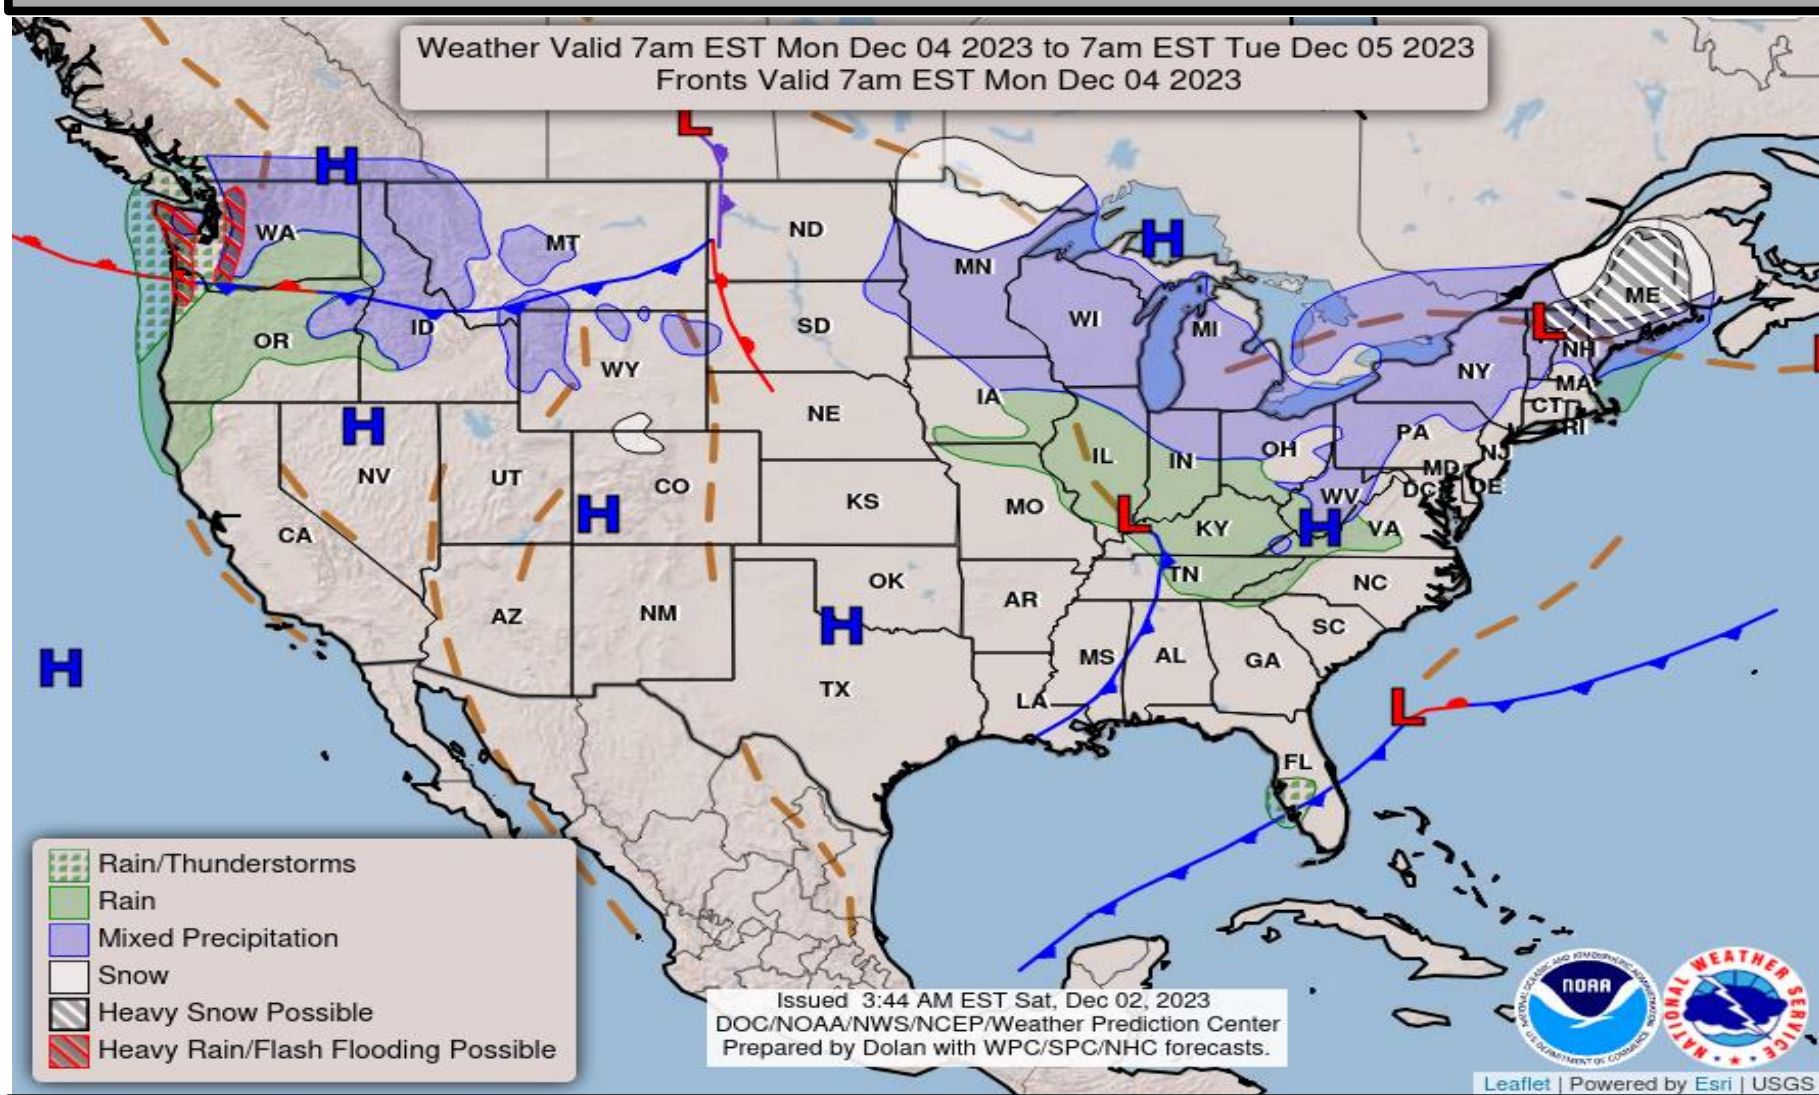 Weather Valid 7am EST Mon Dec 04 2023 to 7am EST Tue Dec 05 2023
Fronts Valid 7am EST Mon Dec 04 2023
L
H
WA
MT
ND
MN
H
ME
OR
ID
WY
SD
WI
MI
L
NH
NY
MA
CT
RI
H
NV
UT
CO
NE
IA
IL
IN
OH
PA
NJ
MD
DE
DC
WV
VA
H
CA
KS
MO
L
KY
H
AZ
NM
OK
AR
TN
NC
H
H
TX
LA
MS
AL
GA
SC
L
FL
Rain/Thunderstorms
Rain
Mixed Precipitation
Snow
Heavy Snow Possible
Heavy Rain/Flash Flooding Possible
Issued 3:44 AM EST Sat, Dec 02, 2023
DOC/NOAA/NWS/NCEP/Weather Prediction Center
Prepared by Dolan with WPC/SPC/NHC forecasts.
NOAA
NATIONAL WEATHER SERVICE
Leaflet | Powered by Esri | USGS